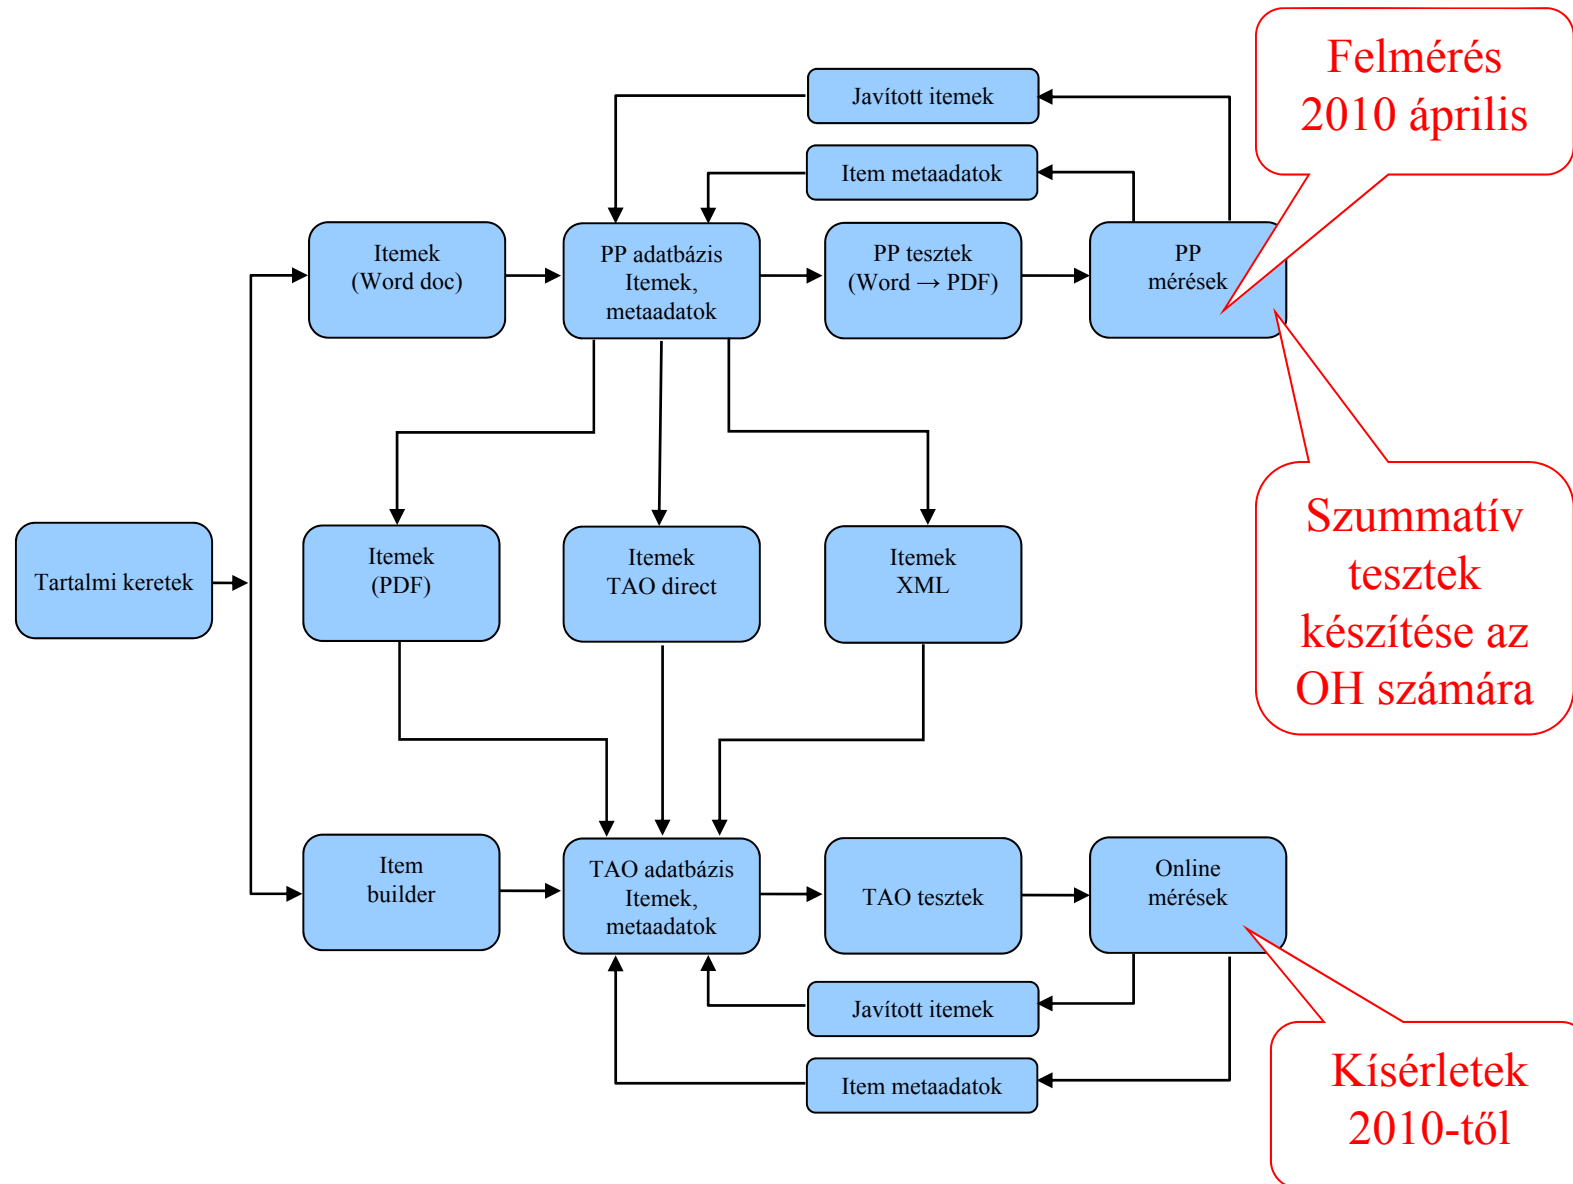 Felmérés
2010 április
Javított itemek
Item metaadatok
Itemek
(Word doc)
PP adatbázis
Itemek,
metaadatok
PP tesztek
(Word → PDF)
PP
mérések
Tartalmi keretek
Itemek
(PDF)
Itemek
TAO direct
Itemek
XML
Szummatív
tesztek
készítése az
OH számára
Item
builder
TAO adatbázis
Itemek,
metaadatok
TAO tesztek
Online
mérések
Javított itemek
Item metaadatok
Kísérletek
2010-től